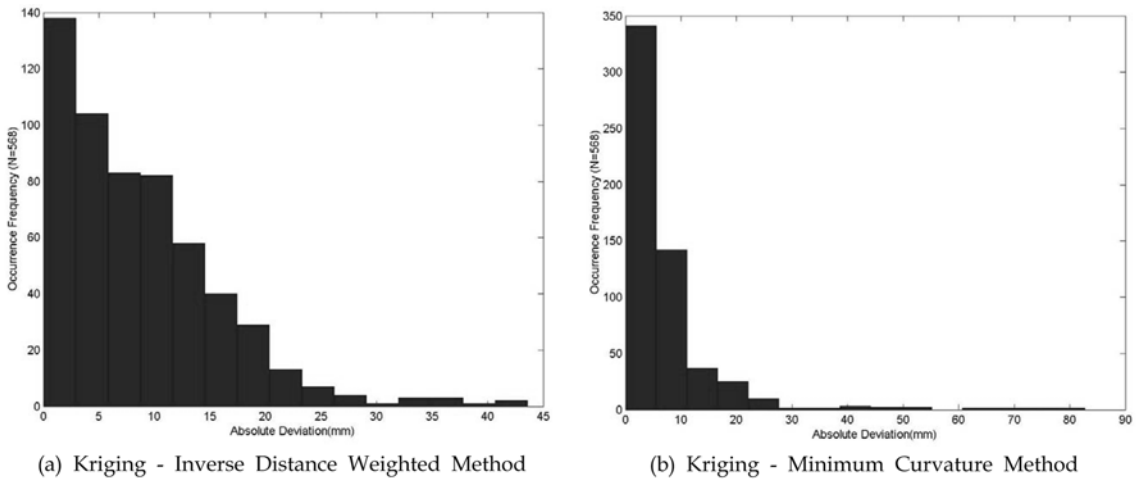 140
120
100
80
60
40
20
0
Occurrence Frequency (N=568)
0 5 10 15 20 25 30 35 40 45
Absolute Deviation(mm)
(a) Kriging - Inverse Distance Weighted Method
350
300
250
200
150
100
50
0
Occurrence Frequency (N=568)
0 10 20 30 40 50 60 70 80 90
Absolute Deviation(mm)
(b) Kriging - Minimum Curvature Method